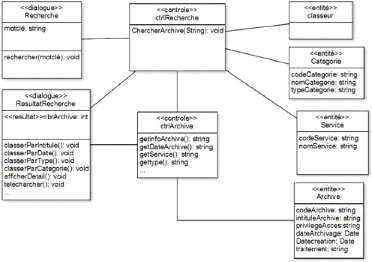 <<dialogue>>
Recherche
motclé: string
rechercher(motclé): void
<<controle>>
ctrlRecherche
ChercherArchive(String): void
<<entité>>
classeur
<<entité>>
Catégorie
codeCategorie: string
nomCategorie: string
typeCategorie: string
<<dialogue>>
ResultatRecherche
<<resultat>>nbrArchive: int
classerParIntitule(): void
classerParDate(): void
classerParType(): void
classerParCategorie(): void
afficherDetail(): void
telecharcher(): void
...
<<controle>>
ctrlArchive
getinfoArchive(): string
getDateArchive(): string
getService(): string
gettype(): string
...
<<entité>>
Service
codeService: string
nomService: string
<<entite>>
Archive
codeArchive: string
intituleArchive: string
privilegeAcces:string
dateArchivage: Date
Datecreation: Date
traitement: string